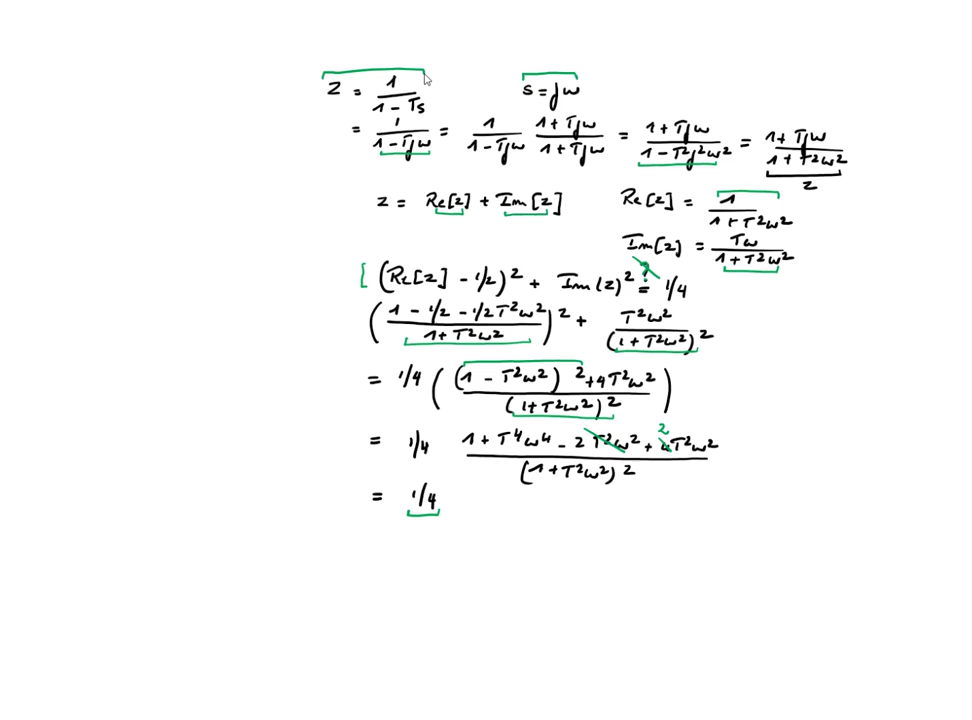 z = 1/(1 - Ts)    s = jω
= 1/(1 - Tjω) = 1/(1 - Tjω) (1 + Tjω)/(1 + Tjω) = (1 + Tjω)/(1 - T²j²ω²) = (1 + Tjω)/(1 + T²ω²)
z
z = Re[z] + Im[z]    Re[z] = 1/(1 + T²ω²)
Im[z] = Tω/(1 + T²ω²)
[ (Re[z] - 1/2)² + Im(z)² ?= 1/4
((1 - 1/2 - 1/2T²ω²)/(1 + T²ω²))² + T²ω²/(1 + T²ω²)²
= 1/4 (((1 - T²ω²)² + 4T²ω²)/(1 + T²ω²)²)
= 1/4 (1 + T⁴ω⁴ - 2T²ω² + 4 2 T²ω²)/(1 + T²ω²)²
= 1/4